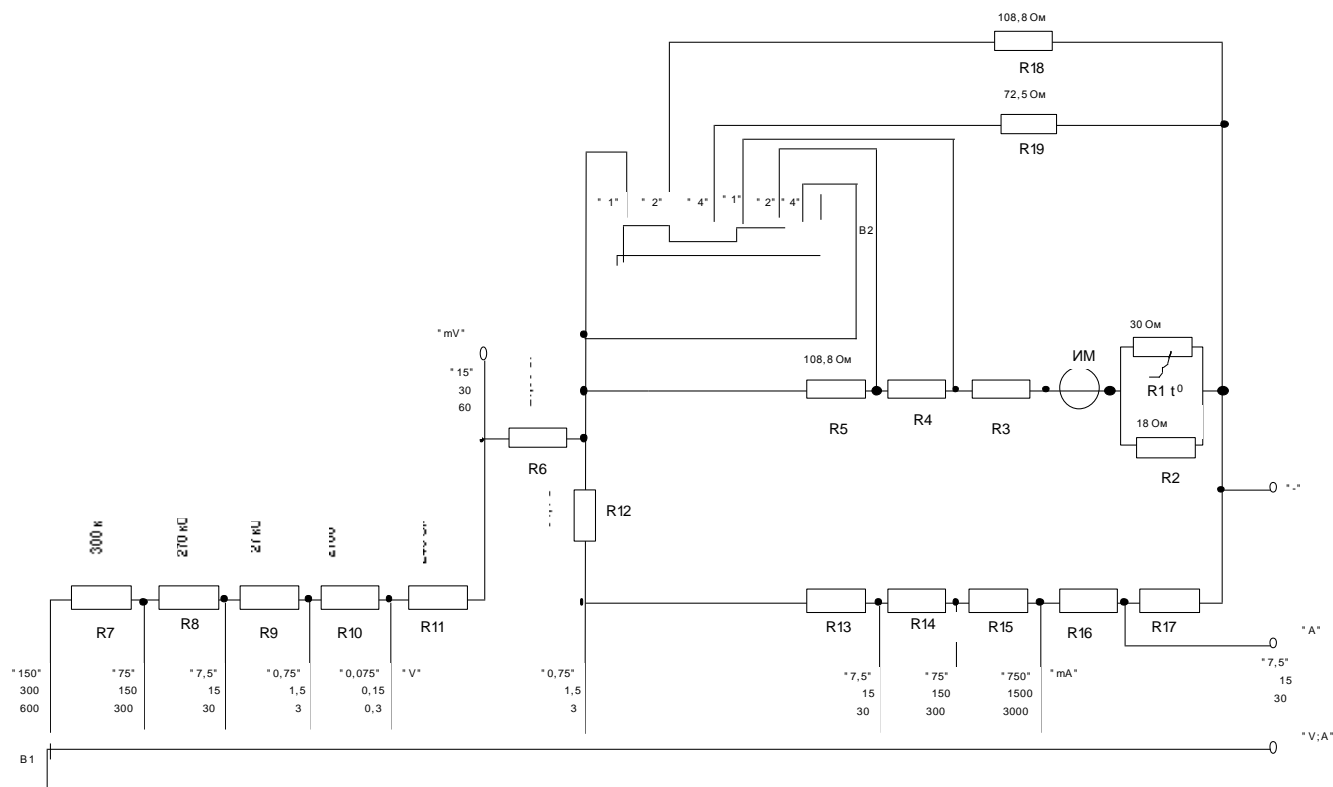 108,8 Ом
R18
72,5 Ом
R19
" 1" " 2" " 4" " 1" " 2" " 4"
B2
"mV"
"15"
30
60
R6
108,8 Ом
R5
R4
R3
ИМ
30 Ом
R1 t⁰
18 Ом
R2
"-"
R12
300 к
270 кΩ
27 кΩ
R7
R8
R9
R10
R11
R13
R14
R15
R16
R17
"A"
"150"
300
600
"75"
150
300
"7,5"
15
30
"0,75"
1,5
3
"0,075"
0,15
0,3
"V"
"0,75"
1,5
3
"7,5"
15
30
"75"
150
300
"750"
1500
3000
"mA"
"7,5"
15
30
B1
"V;A"